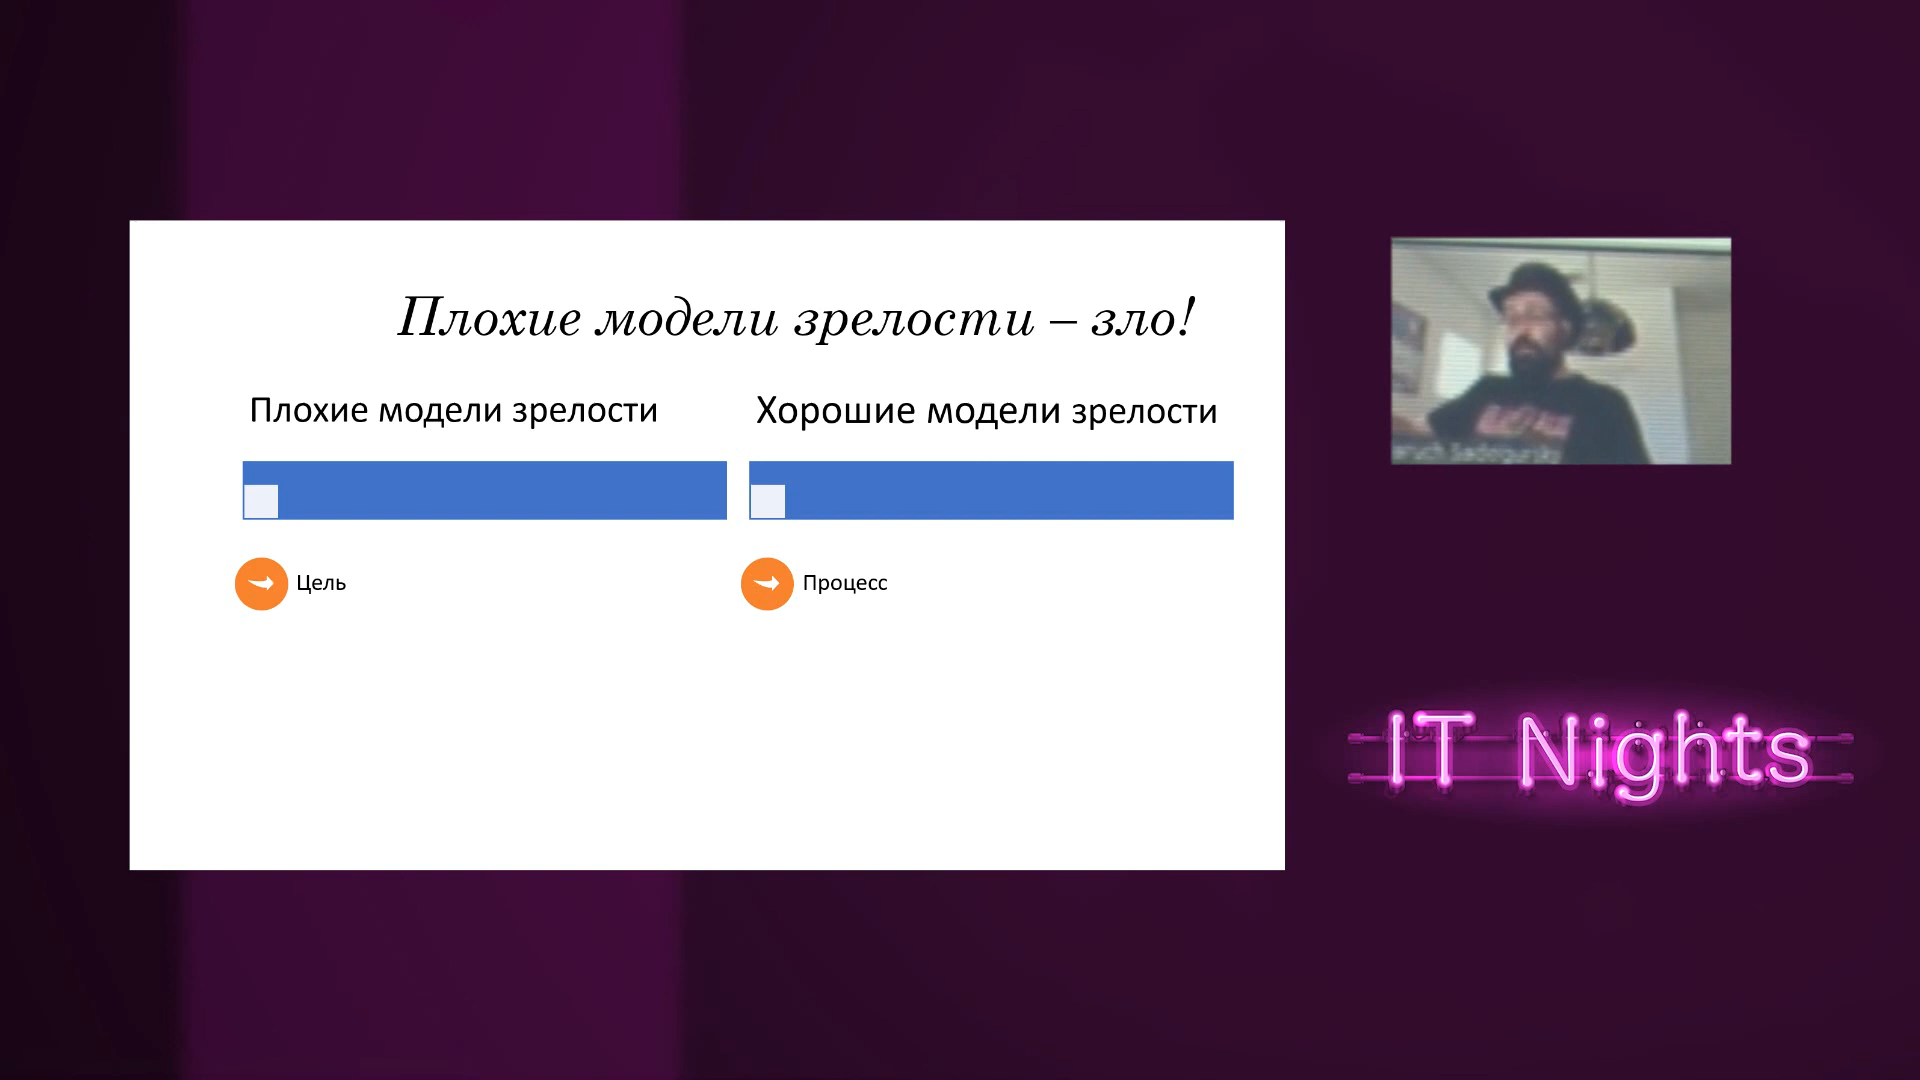 Плохие модели зрелости – зло!
Плохие модели зрелости
Хорошие модели зрелости
Цель
Процесс
IT Nights